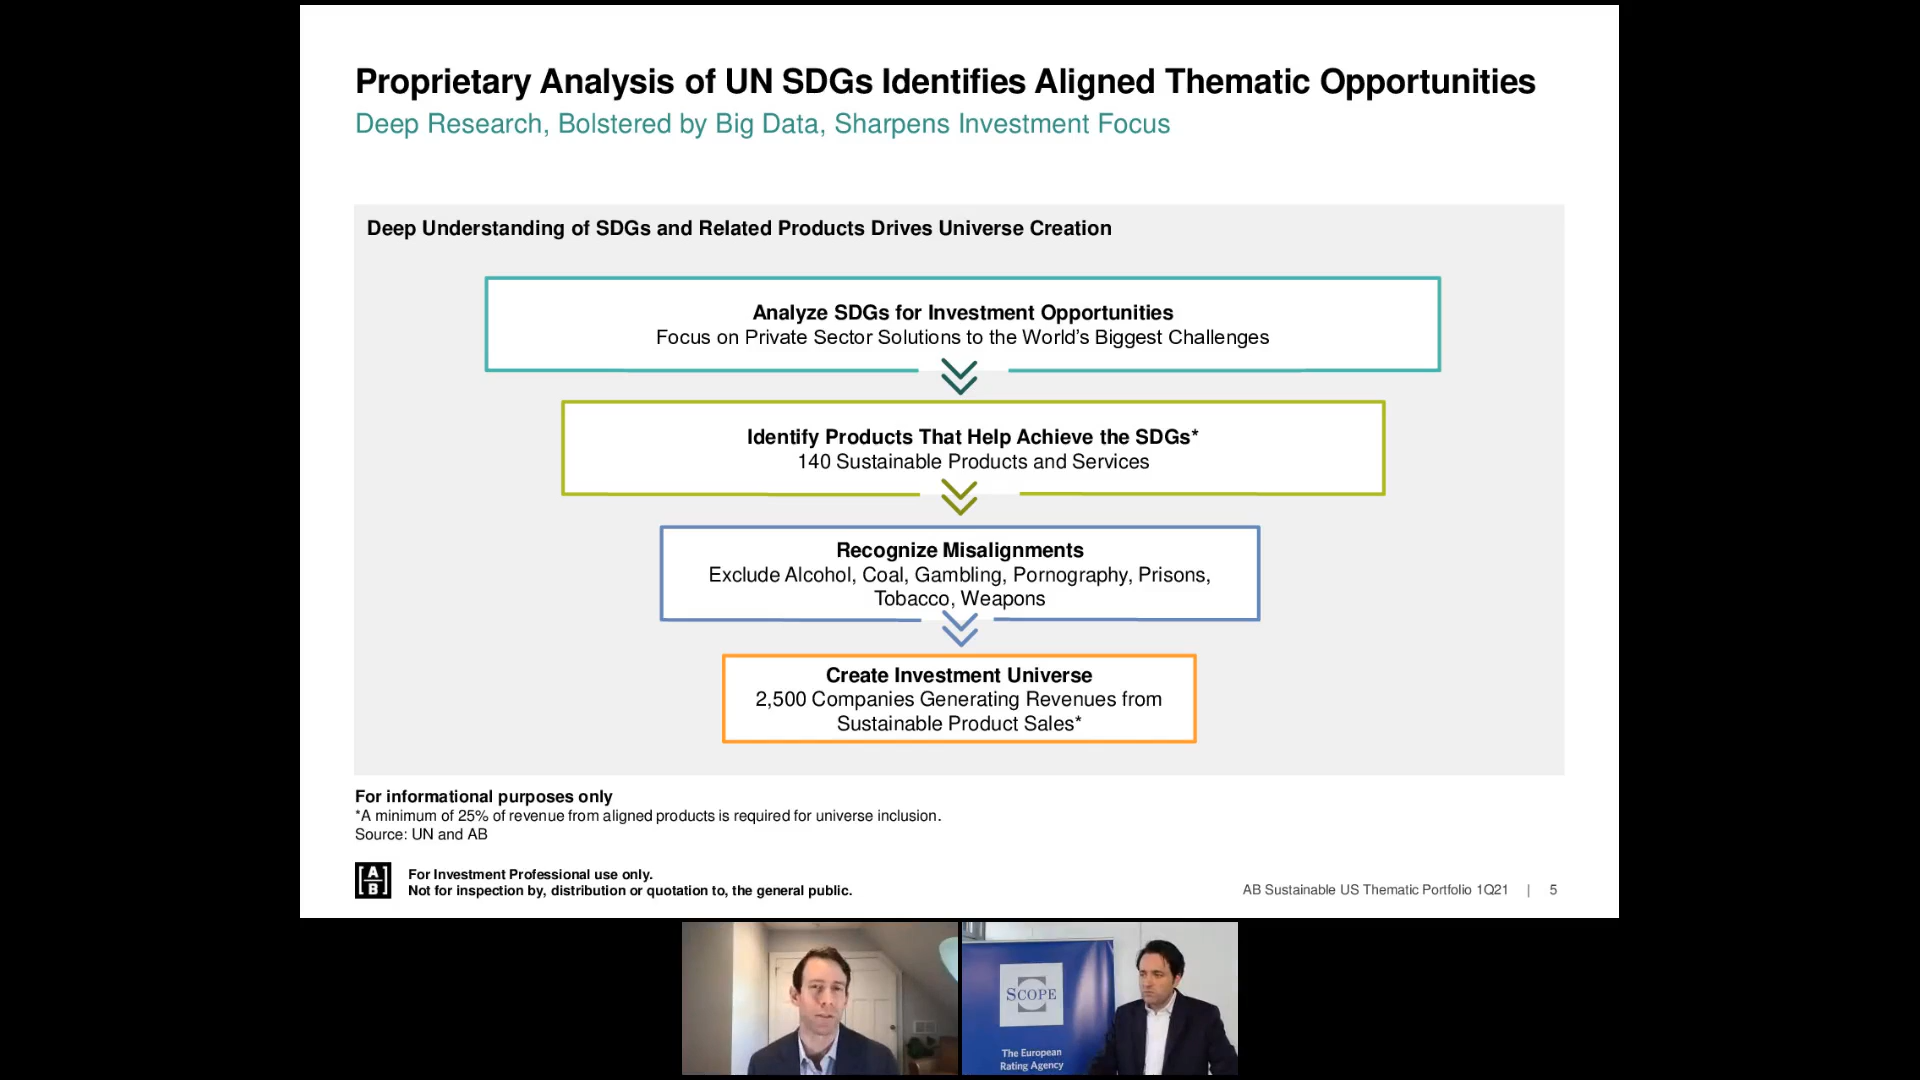 Proprietary Analysis of UN SDGs Identifies Aligned Thematic Opportunities
Deep Research, Bolstered by Big Data, Sharpens Investment Focus
Deep Understanding of SDGs and Related Products Drives Universe Creation
Analyze SDGs for Investment Opportunities
Focus on Private Sector Solutions to the World's Biggest Challenges
Identify Products That Help Achieve the SDGs*
140 Sustainable Products and Services
Recognize Misalignments
Exclude Alcohol, Coal, Gambling, Pornography, Prisons,
Tobacco, Weapons
Create Investment Universe
2,500 Companies Generating Revenues from
Sustainable Product Sales*
For informational purposes only
*A minimum of 25% of revenue from aligned products is required for universe inclusion.
Source: UN and AB
[A
B]
For Investment Professional use only.
Not for inspection by, distribution or quotation to, the general public.
AB Sustainable US Thematic Portfolio 1Q21 | 5
SCOPE
The European
Rating Agency